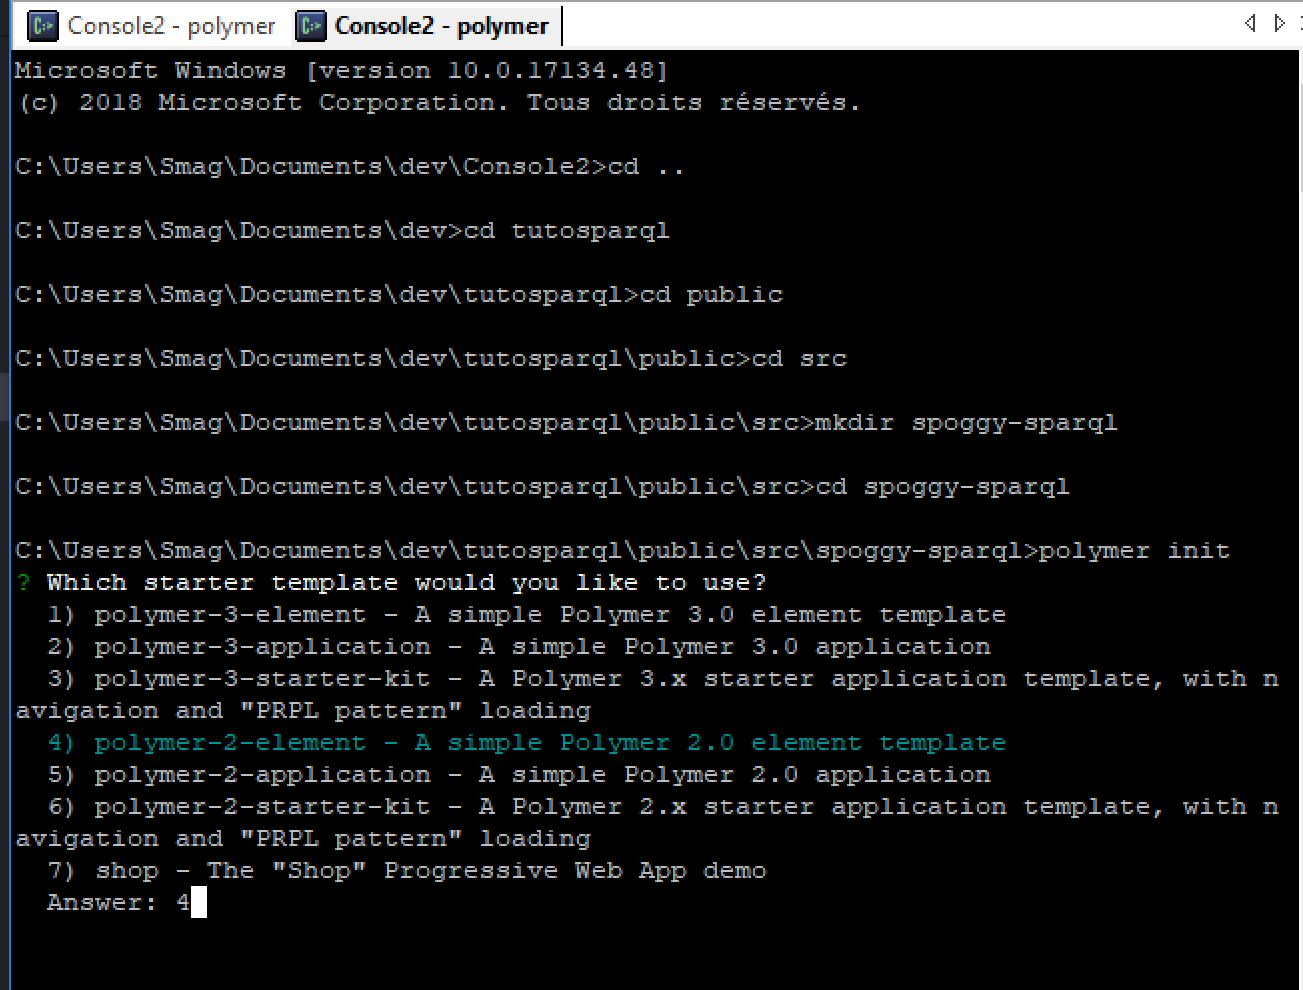 Console2 - polymer Console2 - polymer
Microsoft Windows [version 10.0.17134.48]
(c) 2018 Microsoft Corporation. Tous droits réservés.
C:\Users\Smag\Documents\dev\Console2>cd ..
C:\Users\Smag\Documents\dev>cd tutosparql
C:\Users\Smag\Documents\dev\tutosparql>cd public
C:\Users\Smag\Documents\dev\tutosparql\public>cd src
C:\Users\Smag\Documents\dev\tutosparql\public\src>mkdir spoggy-sparql
C:\Users\Smag\Documents\dev\tutosparql\public\src>cd spoggy-sparql
C:\Users\Smag\Documents\dev\tutosparql\public\src\spoggy-sparql>polymer init
? Which starter template would you like to use?
1) polymer-3-element - A simple Polymer 3.0 element template
2) polymer-3-application - A simple Polymer 3.0 application
3) polymer-3-starter-kit - A Polymer 3.x starter application template, with n
avigation and "PRPL pattern" loading
4) polymer-2-element - A simple Polymer 2.0 element template
5) polymer-2-application - A simple Polymer 2.0 application
6) polymer-2-starter-kit - A Polymer 2.x starter application template, with n
avigation and "PRPL pattern" loading
7) shop - The "Shop" Progressive Web App demo
Answer: 4